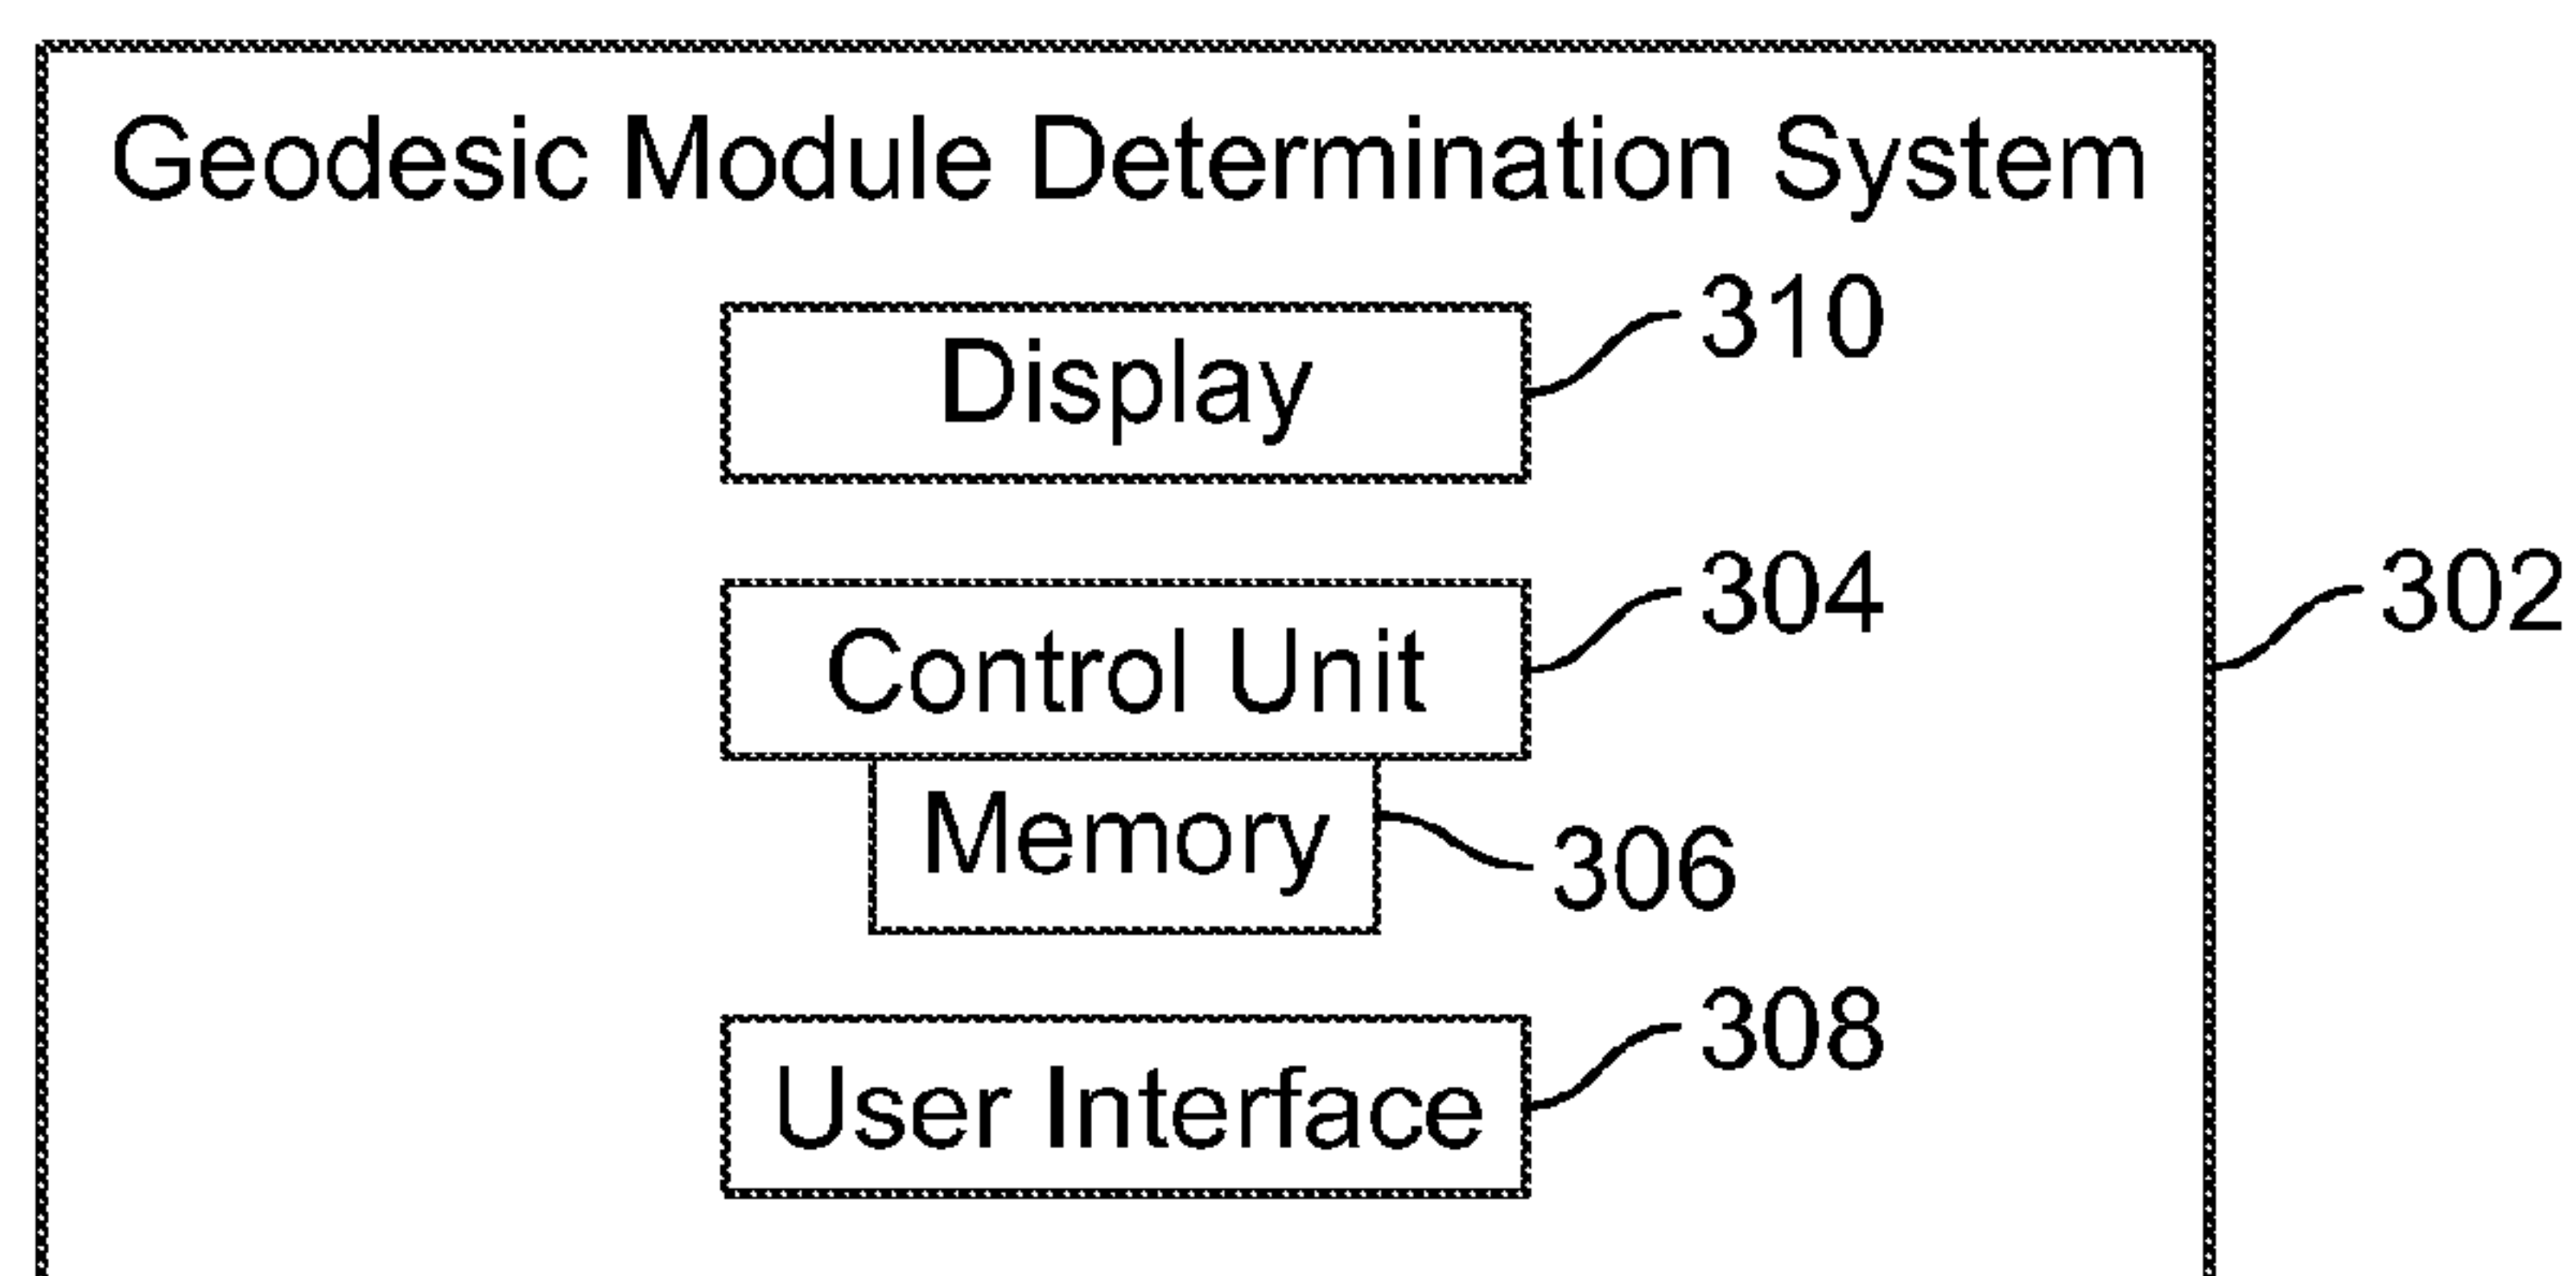 Geodesic Module Determination System
Display
310
Control Unit
304
302
Memory
306
User Interface
308